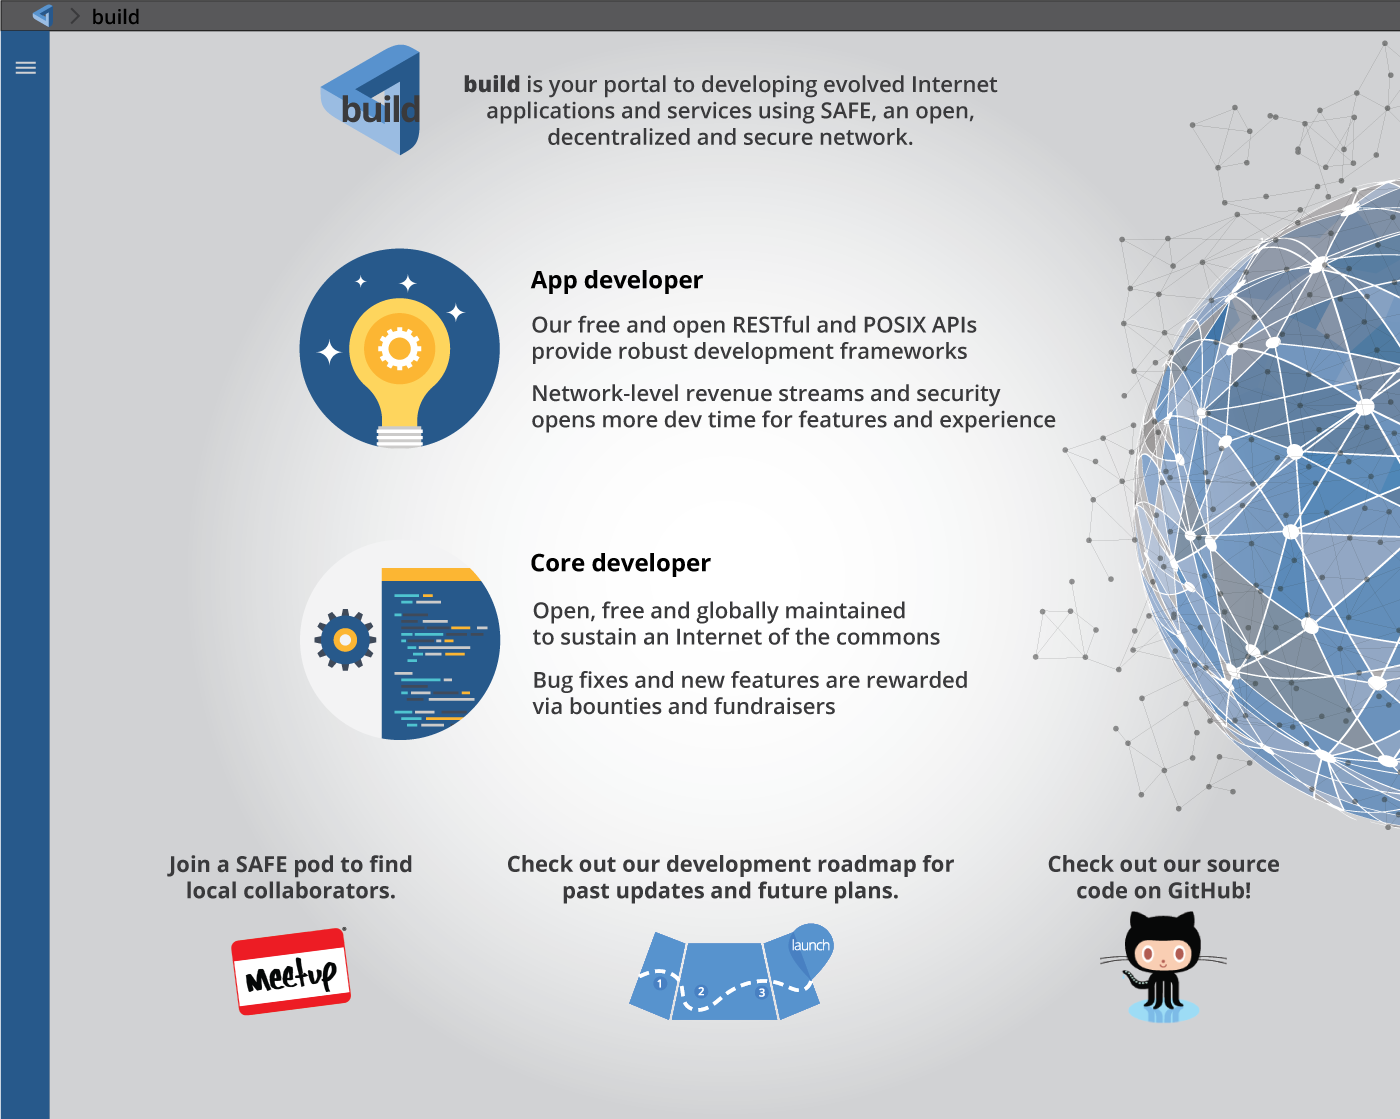 build
build
build is your portal to developing evolved Internet
applications and services using SAFE, an open,
decentralized and secure network.
App developer
Our free and open RESTful and POSIX APIs
provide robust development frameworks
Network-level revenue streams and security
opens more dev time for features and experience
Core developer
Open, free and globally maintained
to sustain an Internet of the commons
Bug fixes and new features are rewarded
via bounties and fundraisers
Join a SAFE pod to find
local collaborators.
Meetup
Check out our development roadmap for
past updates and future plans.
launch
1
2
3
Check out our source
code on GitHub!